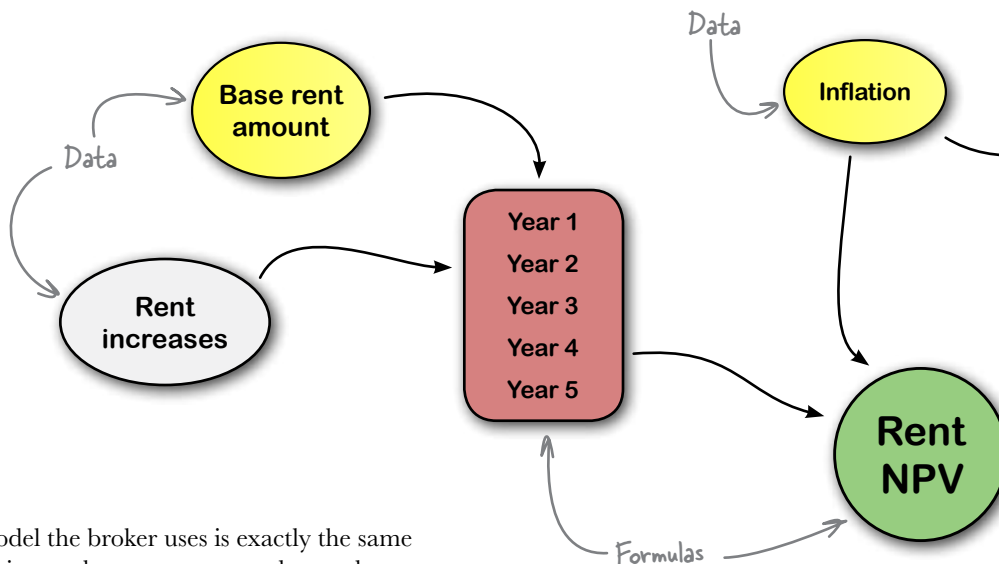 Data
Base rent
amount
Inflation
Data
Year 1
Year 2
Year 3
Year 4
Year 5
Rent
increases
Rent
NPV
odel the broker uses is exactly the same
Formulas